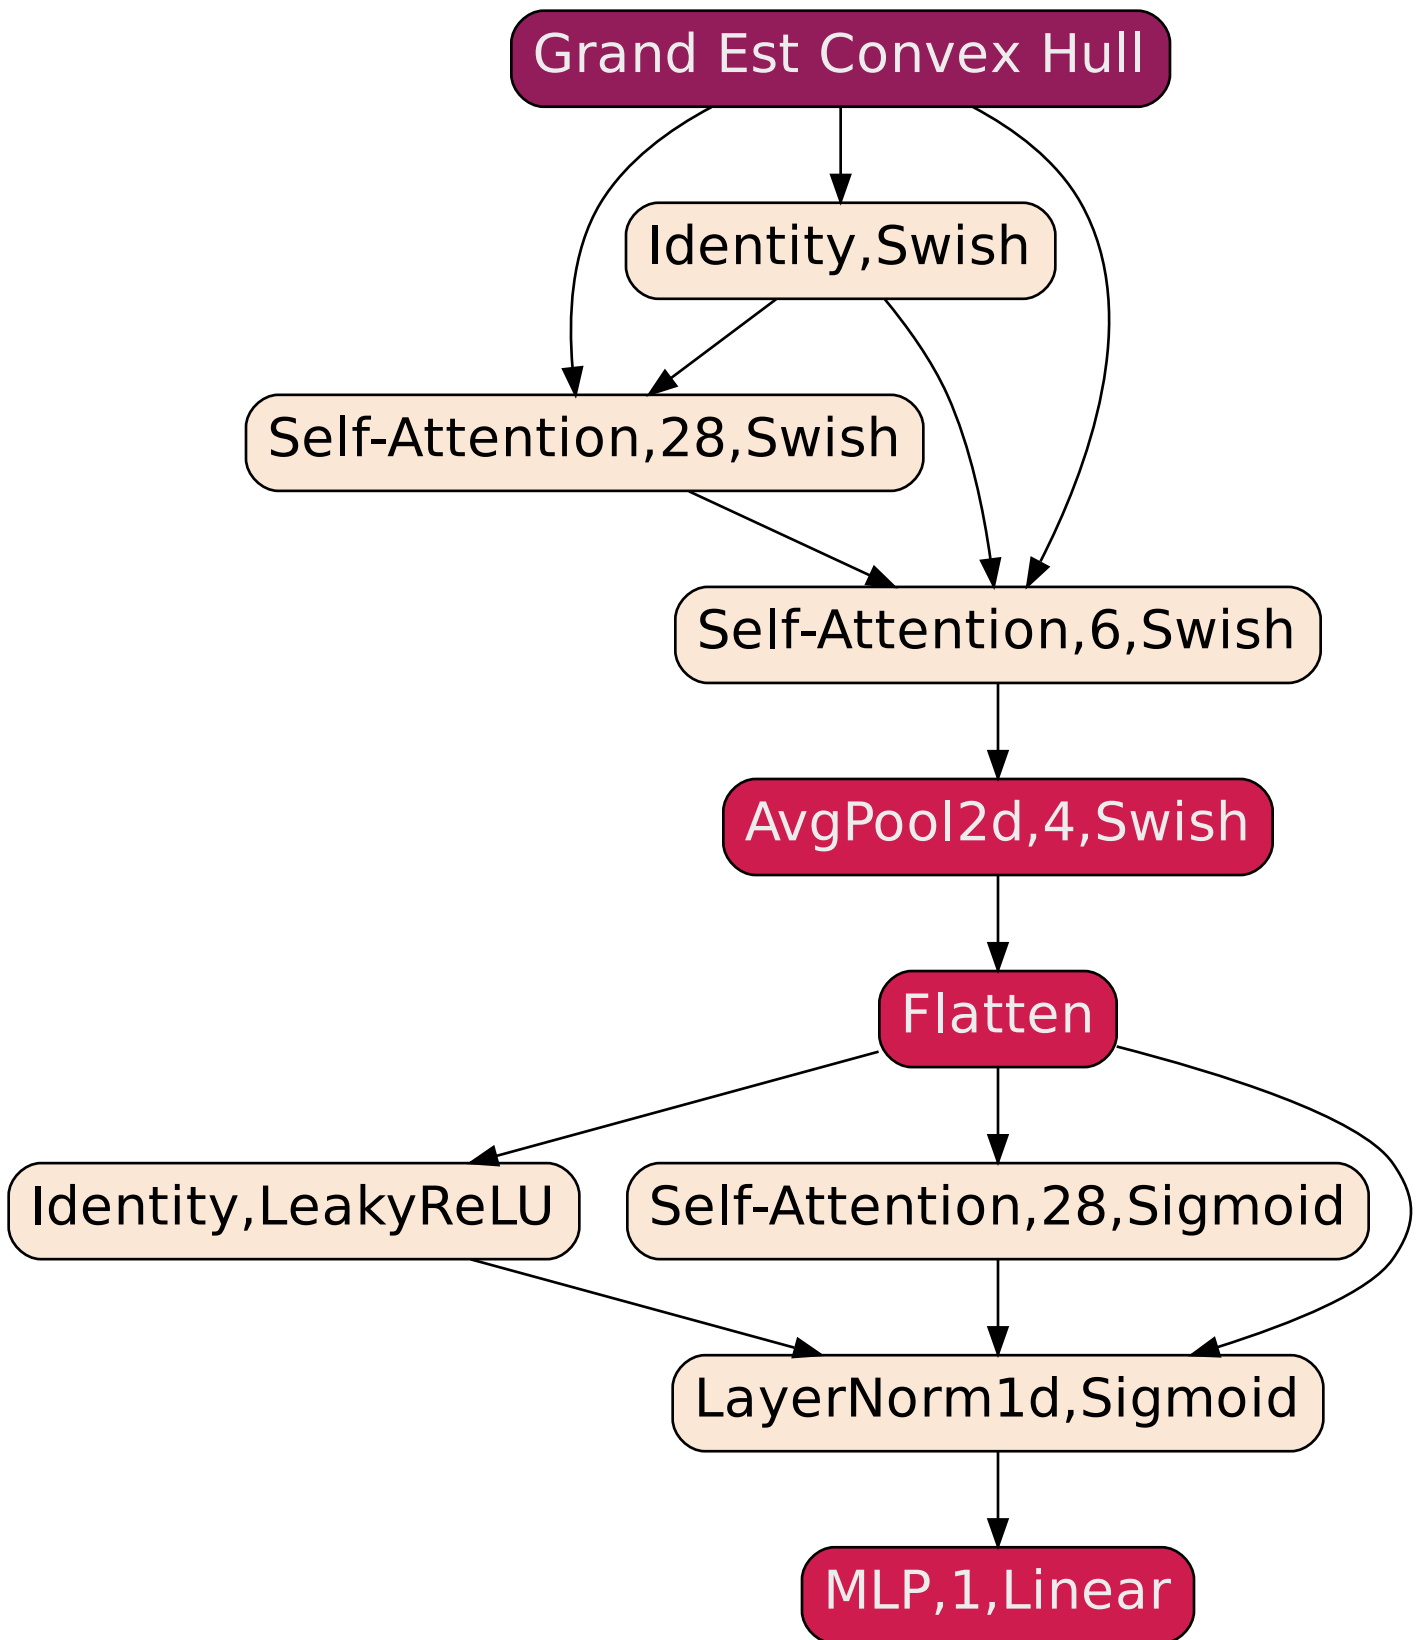 Grand Est Convex Hull
Identity,Swish
Self-Attention,28,Swish
Self-Attention,6,Swish
AvgPool2d,4,Swish
Flatten
Identity,LeakyReLU
Self-Attention,28,Sigmoid
LayerNorm1d,Sigmoid
MLP,1,Linear